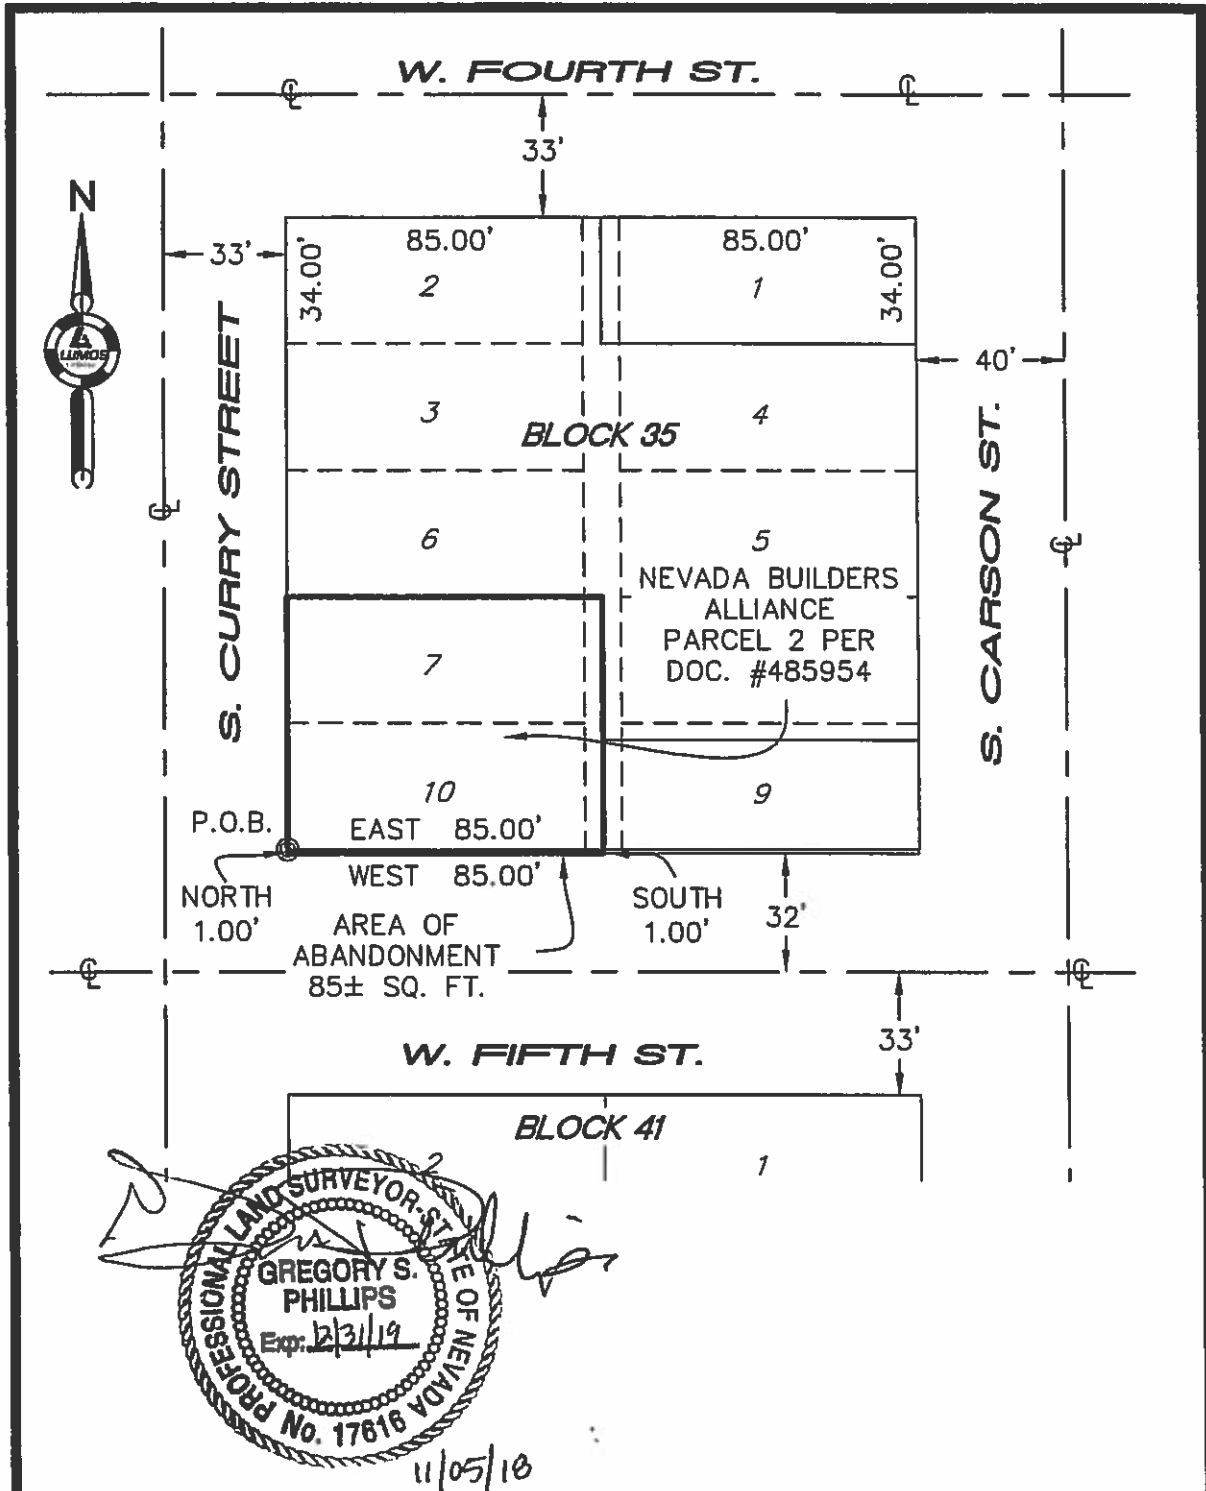 W. FOURTH ST.
33'
N
LUMOS
33'
85.00'
34.00'
2
85.00'
34.00'
1
40'
S. CURRY STREET
3
BLOCK 35
4
S. CARSON ST.
6
5
NEVADA BUILDERS
ALLIANCE
PARCEL 2 PER
DOC. #485954
7
10
9
P.O.B.
EAST 85.00'
WEST 85.00'
NORTH
1.00'
SOUTH
1.00'
32'
AREA OF
ABANDONMENT
85± SQ. FT.
33'
W. FIFTH ST.
BLOCK 41
1
PROFESSIONAL LAND SURVEYOR-STATE OF NEVADA
GREGORY S.
PHILLIPS
Exp: 12/31/19
No. 17616
11/05/18